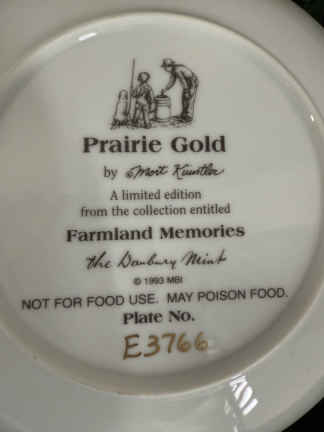 Prairie Gold
by Mort Künstler
A limited edition
from the collection entitled
Farmland Memories
the Danbury Mint
© 1993 MBI
NOT FOR FOOD USE. MAY POISON FOOD.
Plate No.
E3766